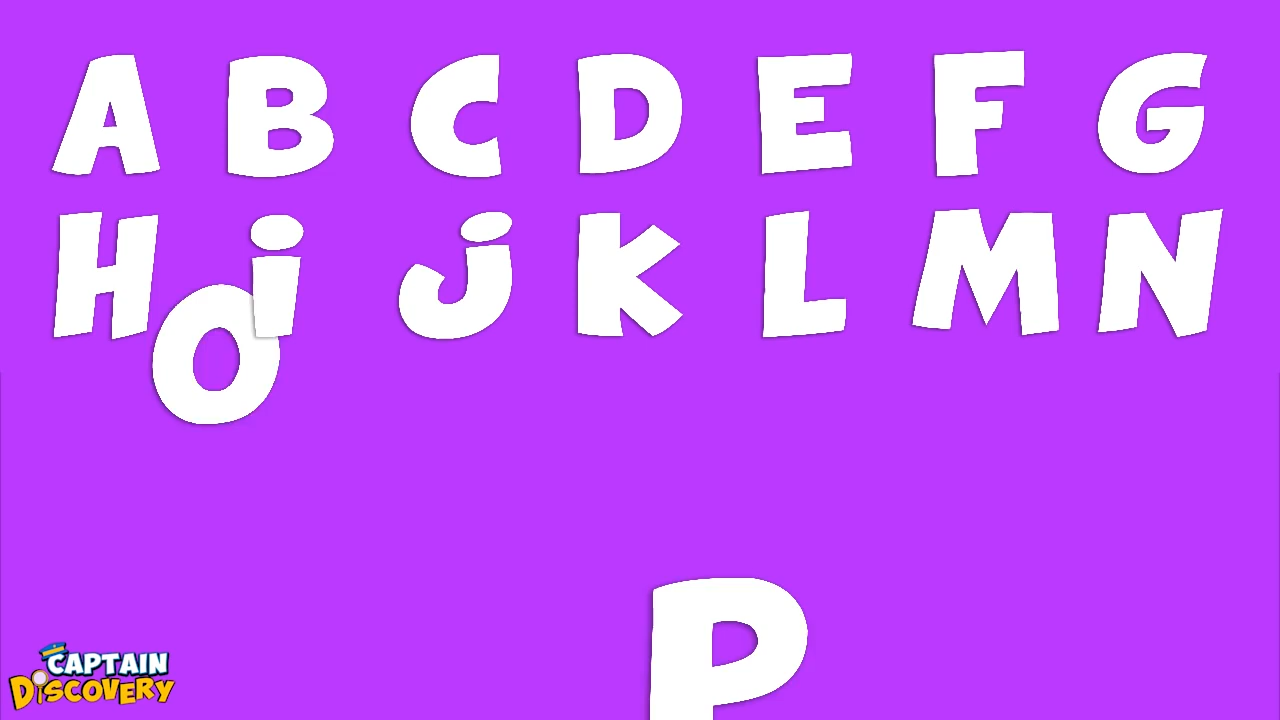 A B C D E F G
H i j K L M N
O
P
CAPTAIN
DiSCOVERY